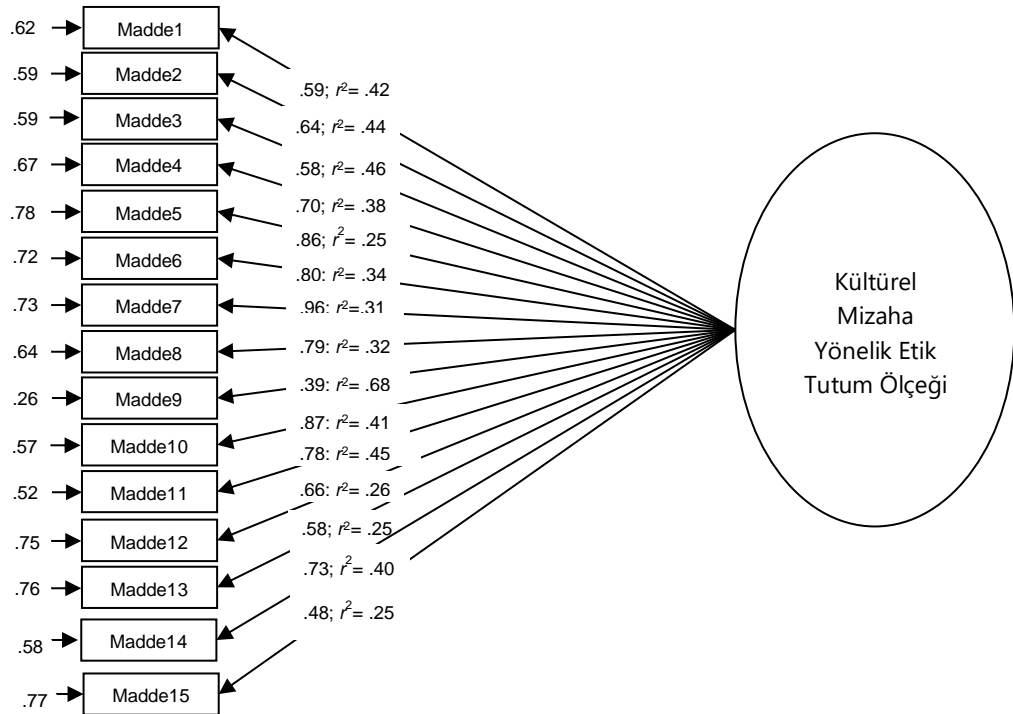 .62 Madde1
.59 Madde2
.59 Madde3
.67 Madde4
.78 Madde5
.72 Madde6
.73 Madde7
.64 Madde8
.26 Madde9
.57 Madde10
.52 Madde11
.75 Madde12
.76 Madde13
.58 Madde14
.77 Madde15
.59; r²= .42
.64; r²= .44
.58; r²= .46
.70; r²= .38
.86; r²= .25
.80: r²= .34
.96: r²= .31
.79: r²= .32
.39: r²= .68
.87: r²= .41
.78: r²= .45
.66: r²= .26
.58; r²= .25
.73; r²= .40
.48; r²= .25
Kültürel
Mizaha
Yönelik Etik
Tutum Ölçeği